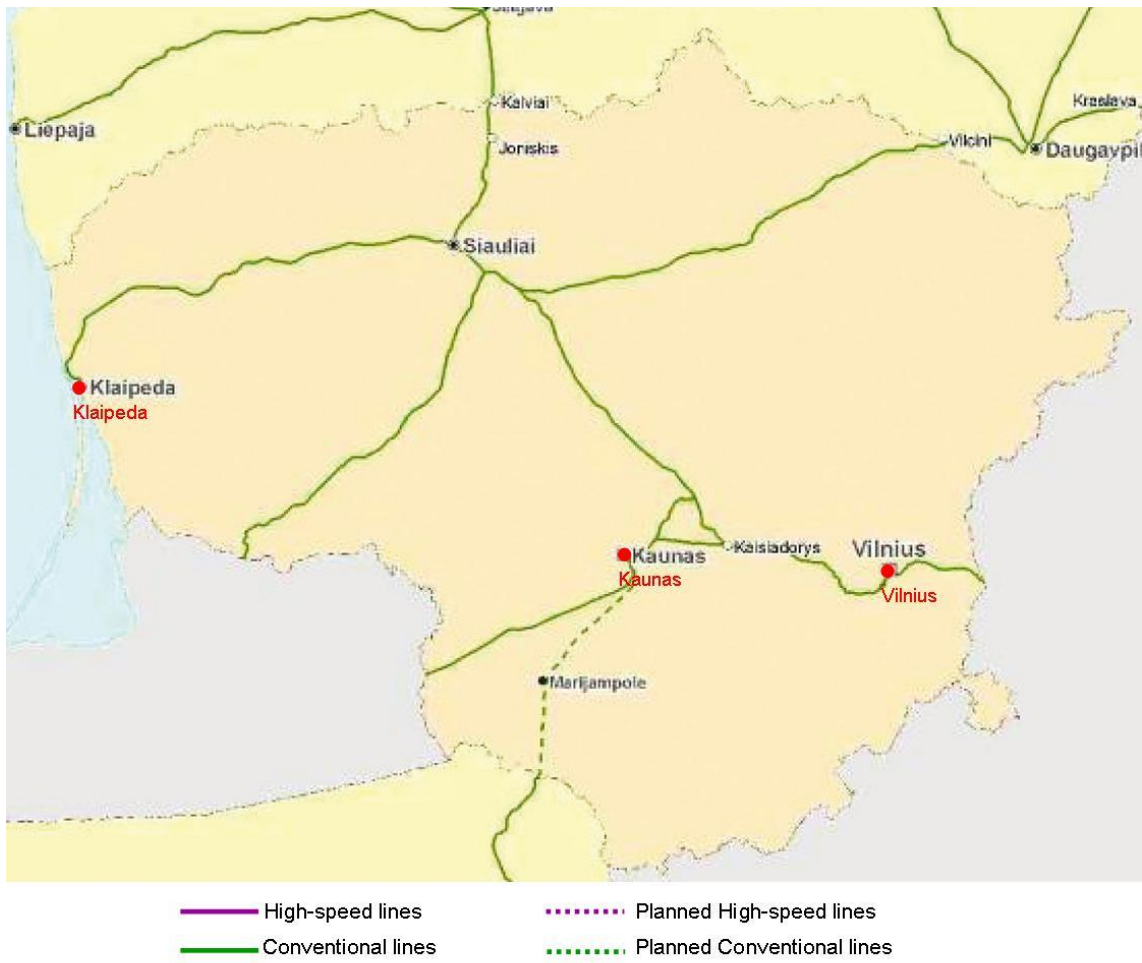 Kalviai
Kraslava
Liepaja
Joniskis
Vilcini
Daugavpil
Siauliai
Klaipeda
Klaipeda
Kaunas
Kaisiadorys
Vilnius
Kaunas
Vilnius
Marijampole
High-speed lines
Planned High-speed lines
Conventional lines
Planned Conventional lines